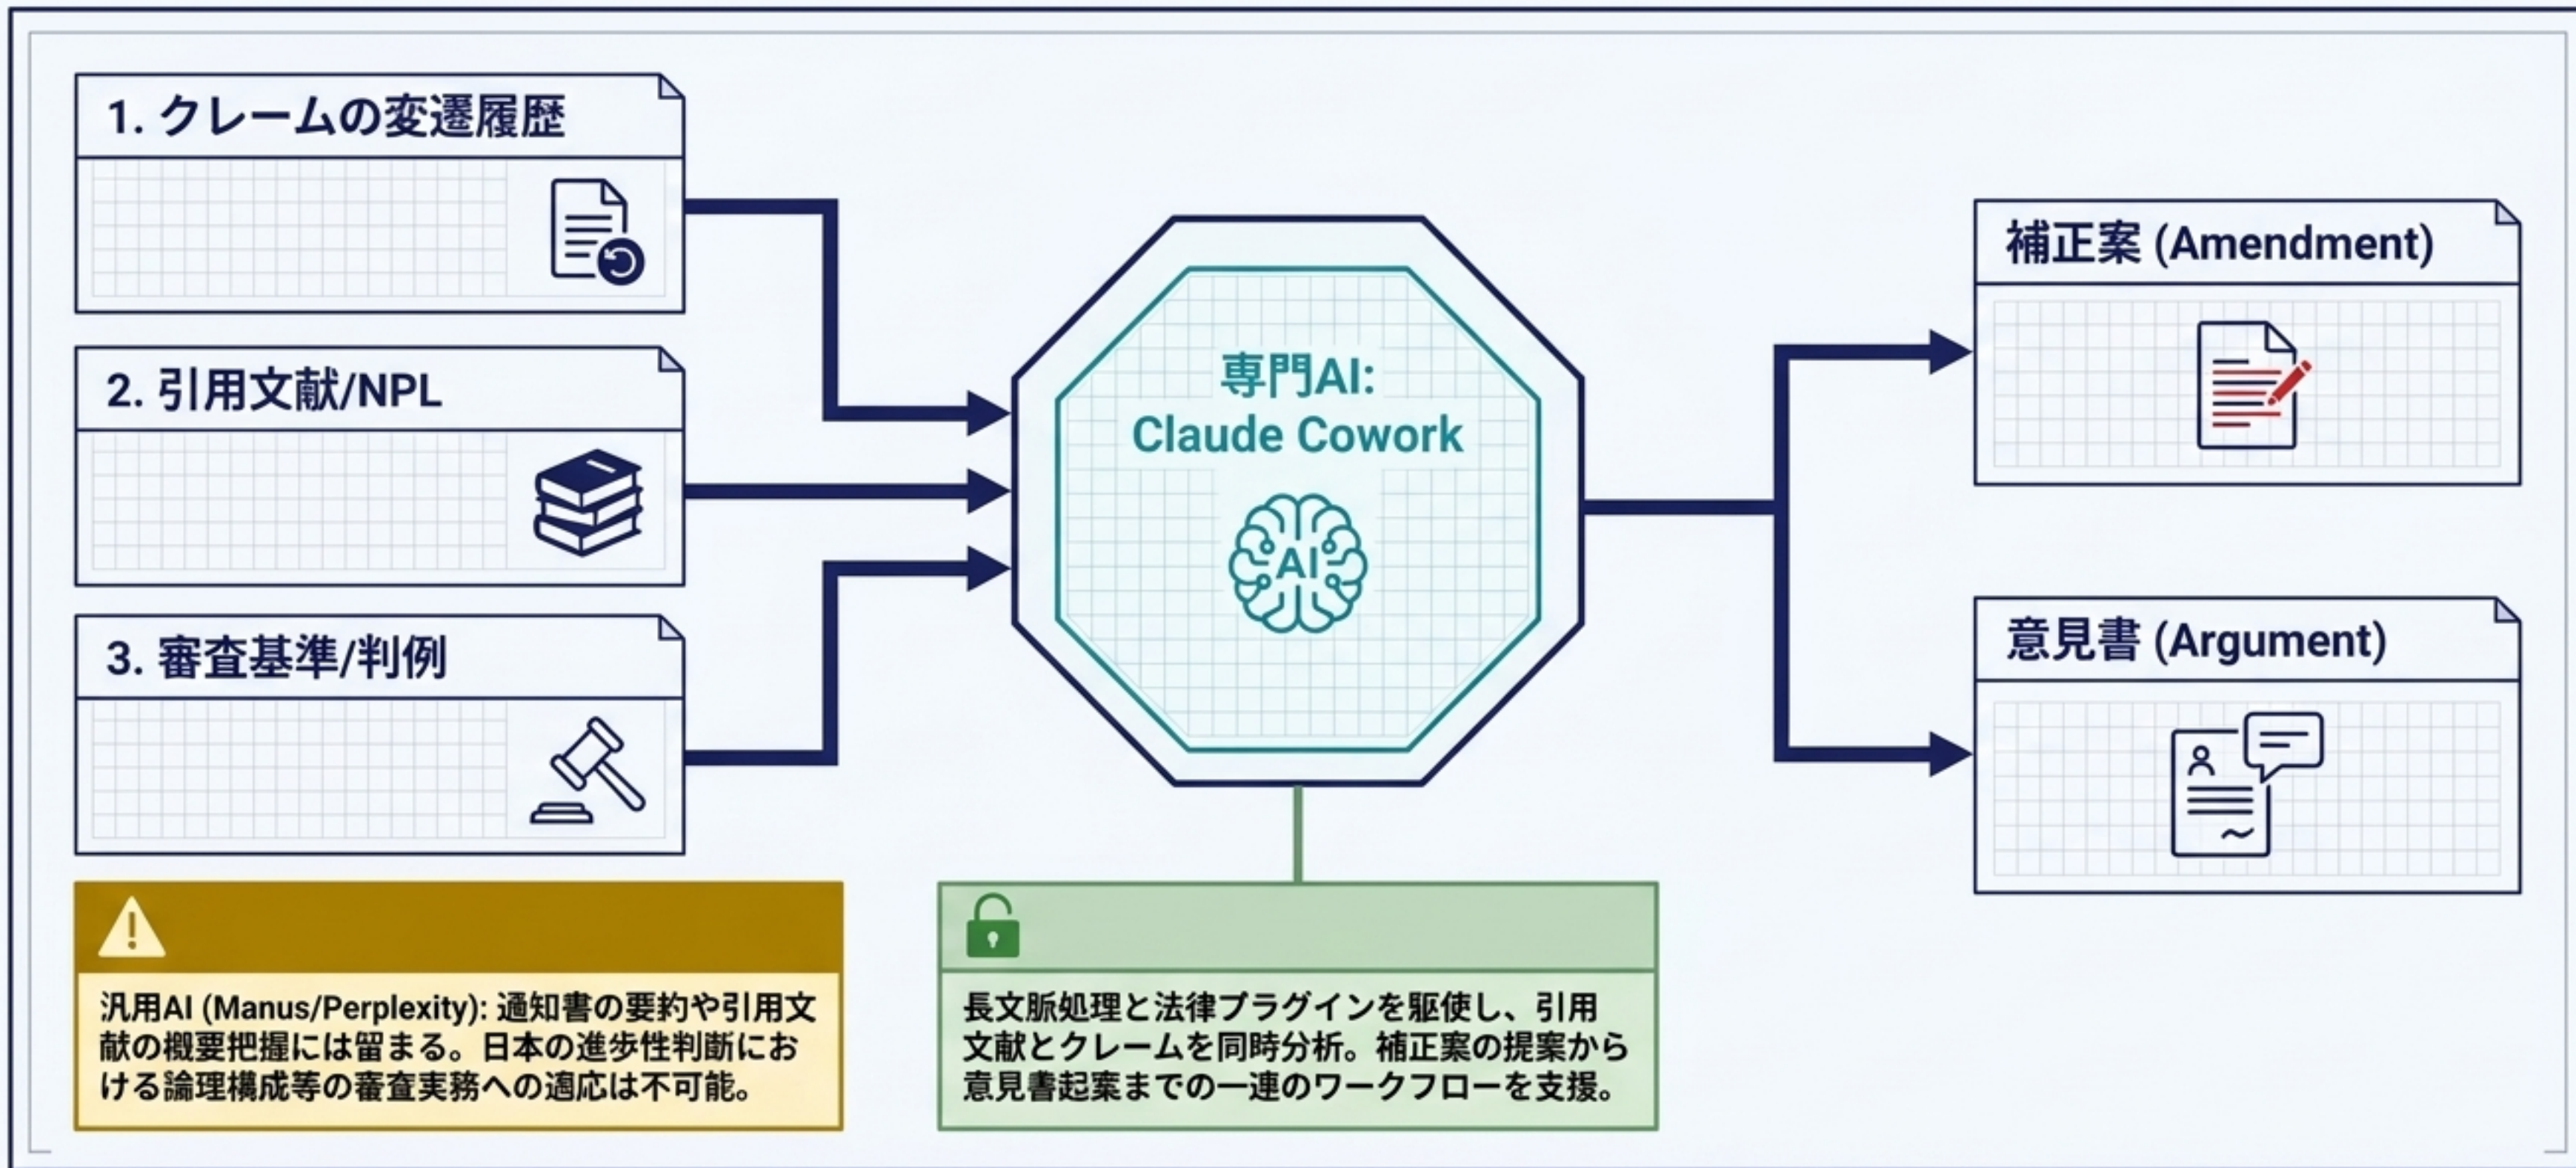 1. クレームの変遷履歴
2. 引用文献/NPL
3. 審査基準/判例
専門AI:
Claude Cowork
AI
補正案 (Amendment)
意見書 (Argument)
汎用AI (Manus/Perplexity): 通知書の要約や引用文
献の概要把握には留まる。日本の進歩性判断にお
ける論理構成等の審査実務への適応は不可能。
長文脈処理と法律プラグインを駆使し、引用
文献とクレームを同時分析。補正案の提案から
意見書起案までの一連のワークフローを支援。